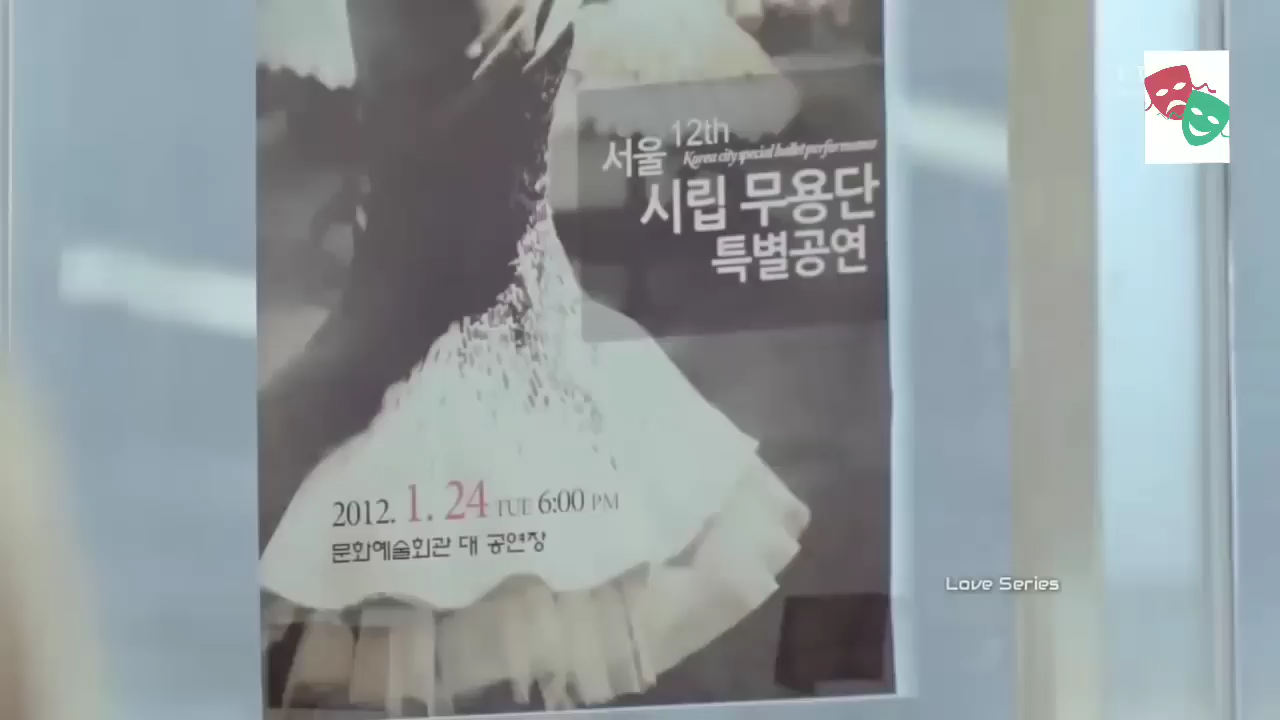 12th
서울
Korea city special ballet performance
시립 무용단
특별공연
2012. 1. 24 TUE 6:00 PM
문화예술회관 대 공연장
Love Series